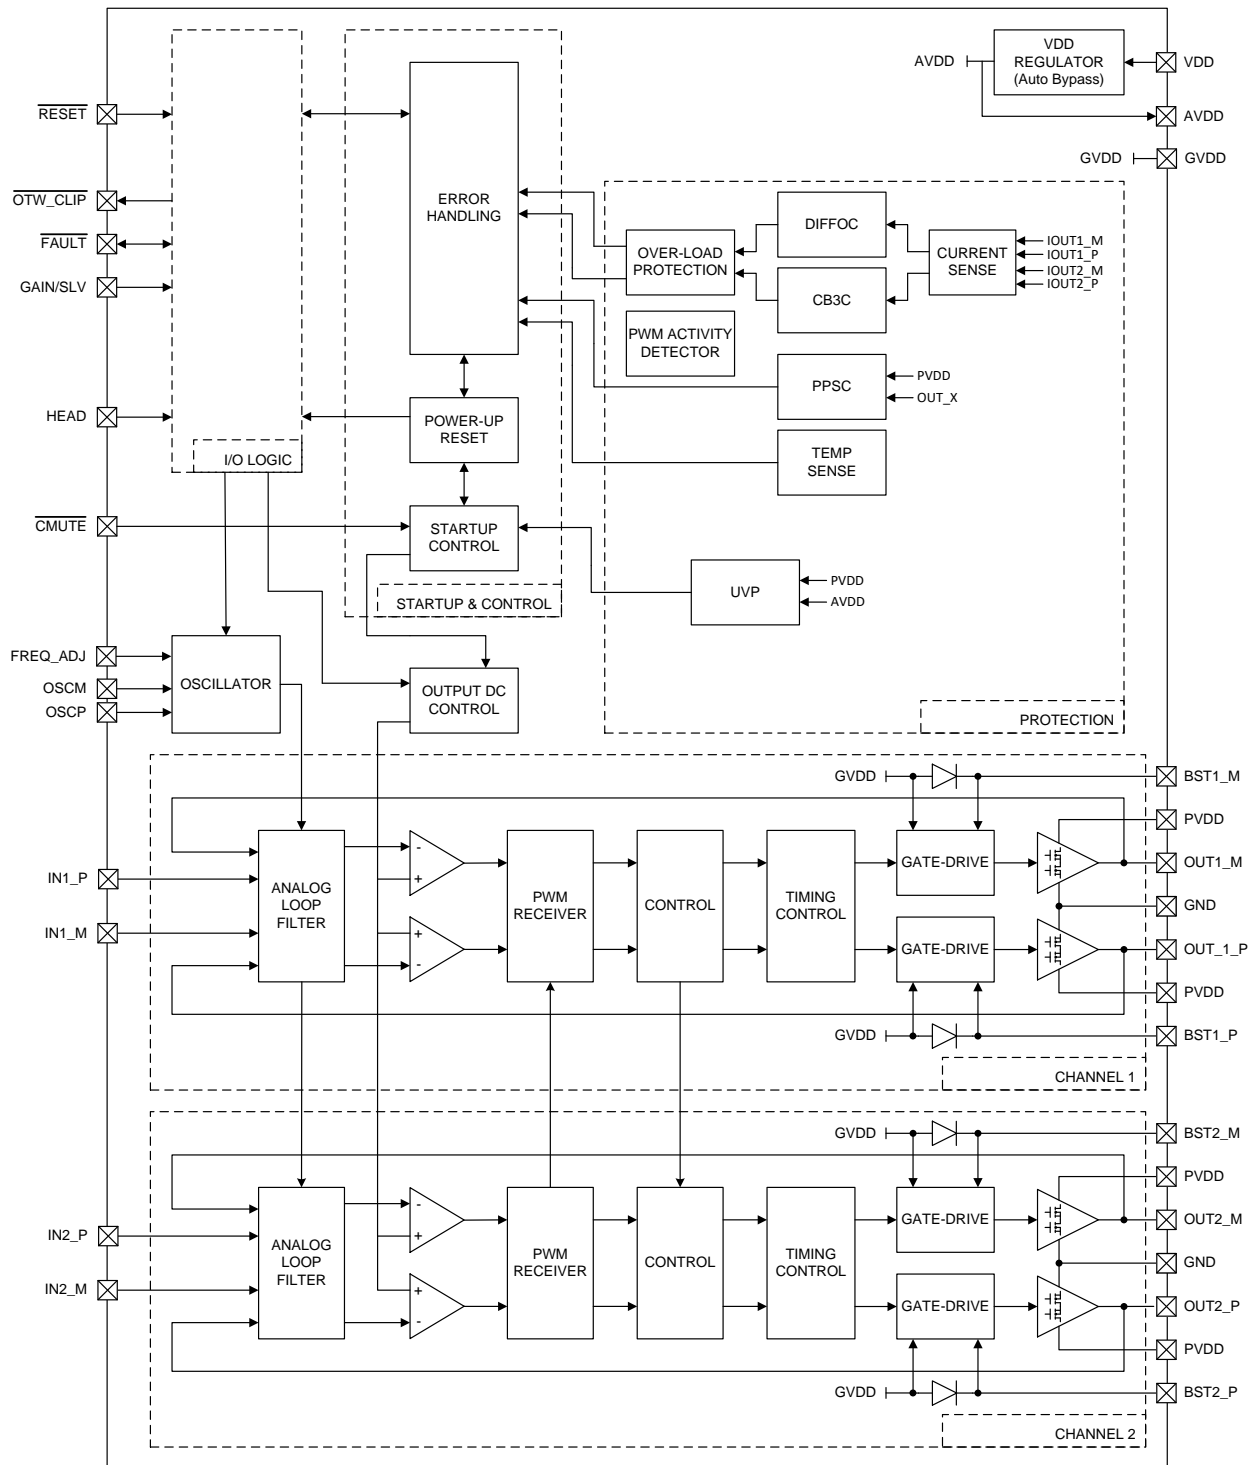 VDD
REGULATOR
(Auto Bypass)
AVDD
VDD
AVDD
GVDD
GVDD
RESET
OTW_CLIP
FAULT
GAIN/SLV
HEAD
I/O LOGIC
CMUTE
FREQ_ADJ
OSCM
OSCP
ERROR
HANDLING
POWER-UP
RESET
STARTUP
CONTROL
STARTUP & CONTROL
OVER-LOAD
PROTECTION
DIFFOC
CB3C
CURRENT
SENSE
IOUT1_M
IOUT1_P
IOUT2_M
IOUT2_P
PWM ACTIVITY
DETECTOR
PPSC
PVDD
OUT_X
TEMP
SENSE
UVP
PVDD
AVDD
PROTECTION
OSCILLATOR
OUTPUT DC
CONTROL
GVDD
BST1_M
PVDD
IN1_P
IN1_M
ANALOG
LOOP
FILTER
-
+
+
-
PWM
RECEIVER
CONTROL
TIMING
CONTROL
GATE-DRIVE
GATE-DRIVE
OUT1_M
GND
OUT_1_P
PVDD
GVDD
BST1_P
CHANNEL 1
GVDD
BST2_M
PVDD
IN2_P
IN2_M
ANALOG
LOOP
FILTER
-
+
+
-
PWM
RECEIVER
CONTROL
TIMING
CONTROL
GATE-DRIVE
GATE-DRIVE
OUT2_M
GND
OUT2_P
PVDD
GVDD
BST2_P
CHANNEL 2